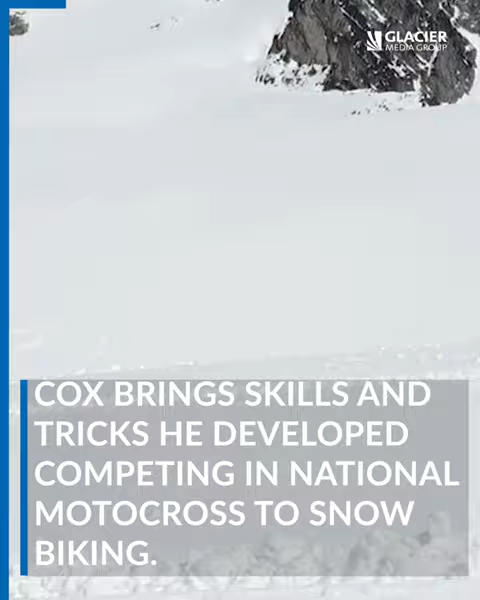 GLACIER
MEDIA GROUP
COX BRINGS SKILLS AND
TRICKS HE DEVELOPED
COMPETING IN NATIONAL
MOTOCROSS TO SNOW
BIKING.